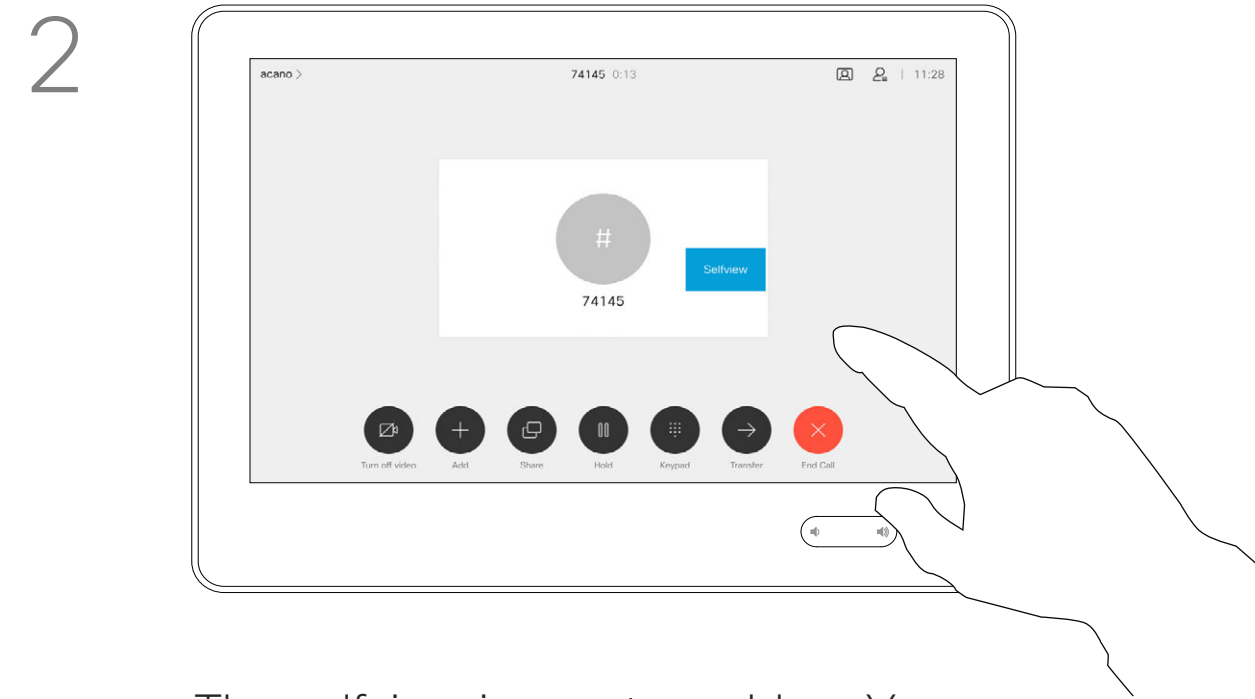 2
acano > 74145 0:13 | 11:28
#
Selfview
74145
Turn off video Add Share Hold Keypad Transfer End Call